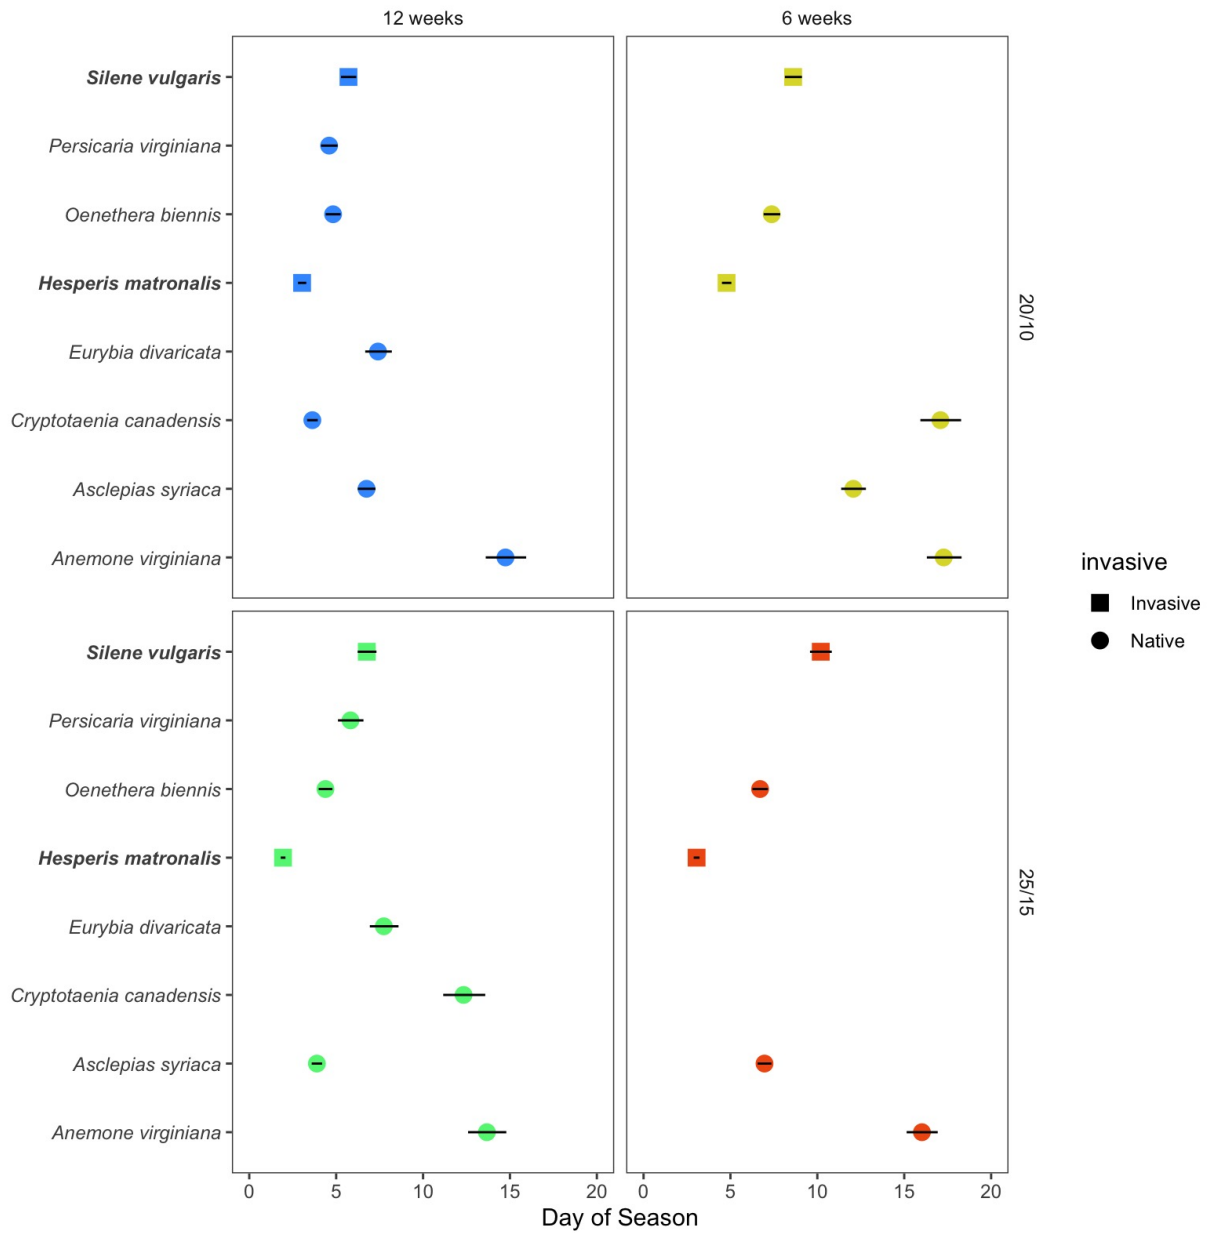 12 weeks
6 weeks
Silene vulgaris
Persicaria virginiana
Oenethera biennis
Hesperis matronalis
Eurybia divaricata
Cryptotaenia canadensis
Asclepias syriaca
Anemone virginiana
20/10
Silene vulgaris
Persicaria virginiana
Oenethera biennis
Hesperis matronalis
Eurybia divaricata
Cryptotaenia canadensis
Asclepias syriaca
Anemone virginiana
25/15
0 5 10 15 20
0 5 10 15 20
Day of Season
invasive
Invasive
Native